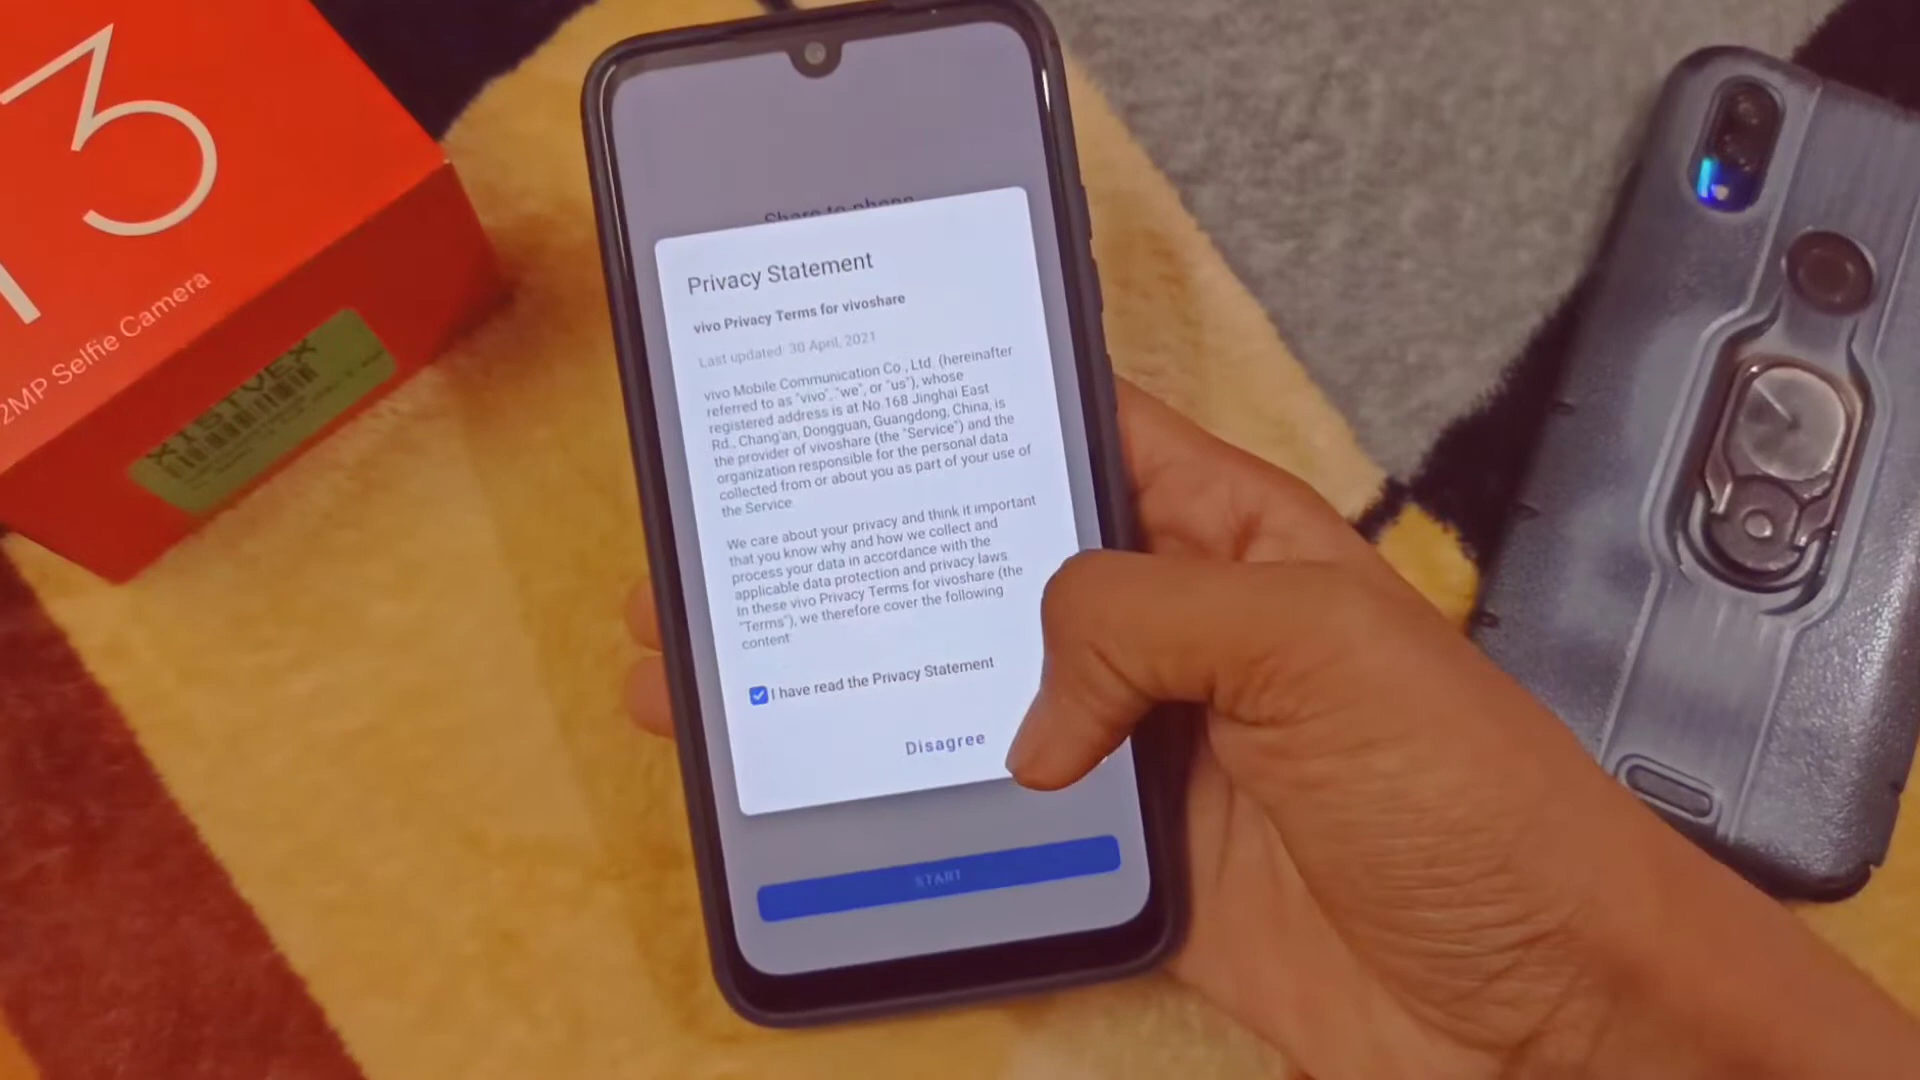 13
2MP Selfie Camera
Share to phone
Privacy Statement
vivo Privacy Terms for vivoshare
Last updated: 30 April, 2021
vivo Mobile Communication Co., Ltd. (hereinafter
referred to as "vivo", "we", or "us"), whose
registered address is at No.168 Jinghai East
Rd., Chang'an, Dongguan, Guangdong, China, is
the provider of vivoshare (the "Service") and the
organization responsible for the personal data
collected from or about you as part of your use of
the Service.
We care about your privacy and think it important
that you know why and how we collect and
process your data in accordance with the
applicable data protection and privacy laws.
In these vivo Privacy Terms for vivoshare (the
"Terms"), we therefore cover the following
content:
I have read the Privacy Statement
Disagree
START